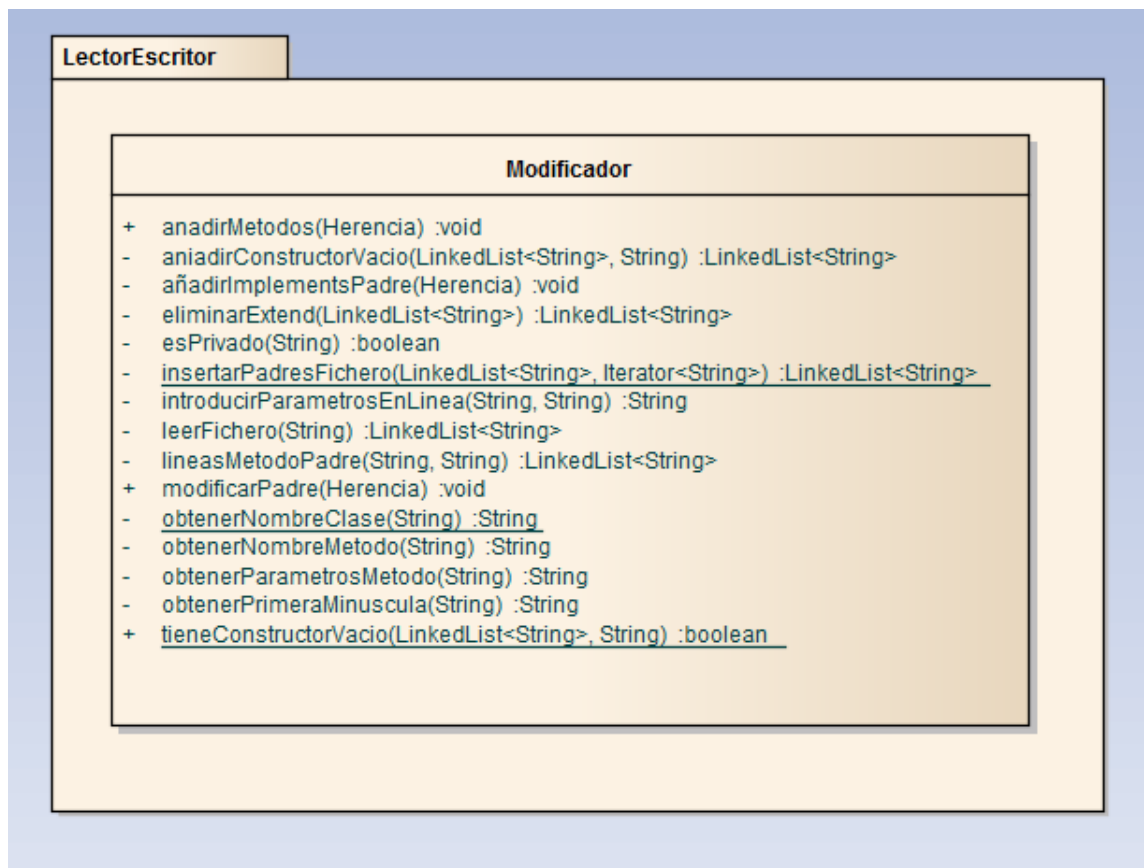 LectorEscritor
Modificador
+ anadirMetodos(Herencia) :void
- aniadirConstructorVacio(LinkedList<String>, String) :LinkedList<String>
- añadirImplementsPadre(Herencia) :void
- eliminarExtend(LinkedList<String>) :LinkedList<String>
- esPrivado(String) :boolean
- insertarPadresFichero(LinkedList<String>, Iterator<String>) :LinkedList<String>
- introducirParametrosEnLinea(String, String) :String
- leerFichero(String) :LinkedList<String>
- lineasMetodoPadre(String, String) :LinkedList<String>
+ modificarPadre(Herencia) :void
- obtenerNombreClase(String) :String
- obtenerNombreMetodo(String) :String
- obtenerParametrosMetodo(String) :String
- obtenerPrimeraMinuscula(String) :String
+ tieneConstructorVacio(LinkedList<String>, String) :boolean